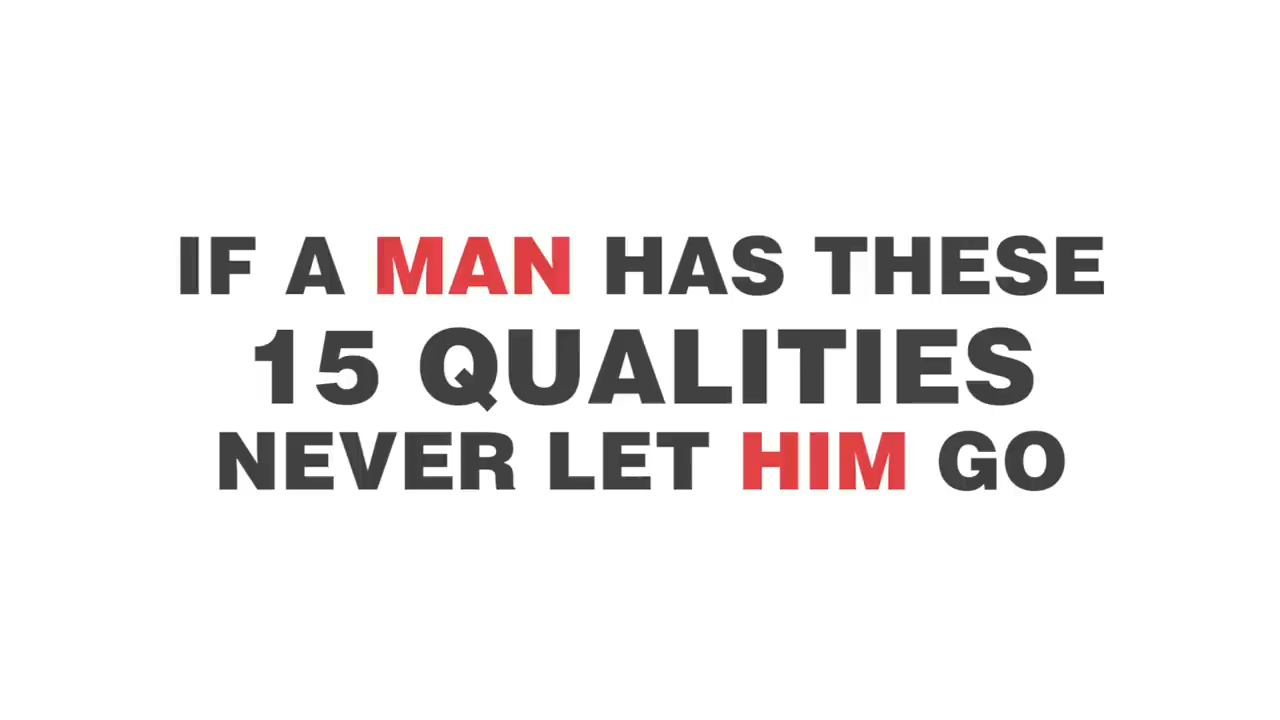 IF A MAN HAS THESE
15 QUALITIES
NEVER LET HIM GO